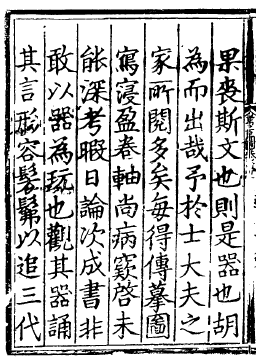 果喪斯文也則是器也胡
為而出哉予於士大夫之
家所閱多矣每得傳摹圖
寫寖盈卷軸尚病窾啓未
能深考暇日論次成書非
敢以器為玩也觀其器誦
其言形容髣髴以追三代